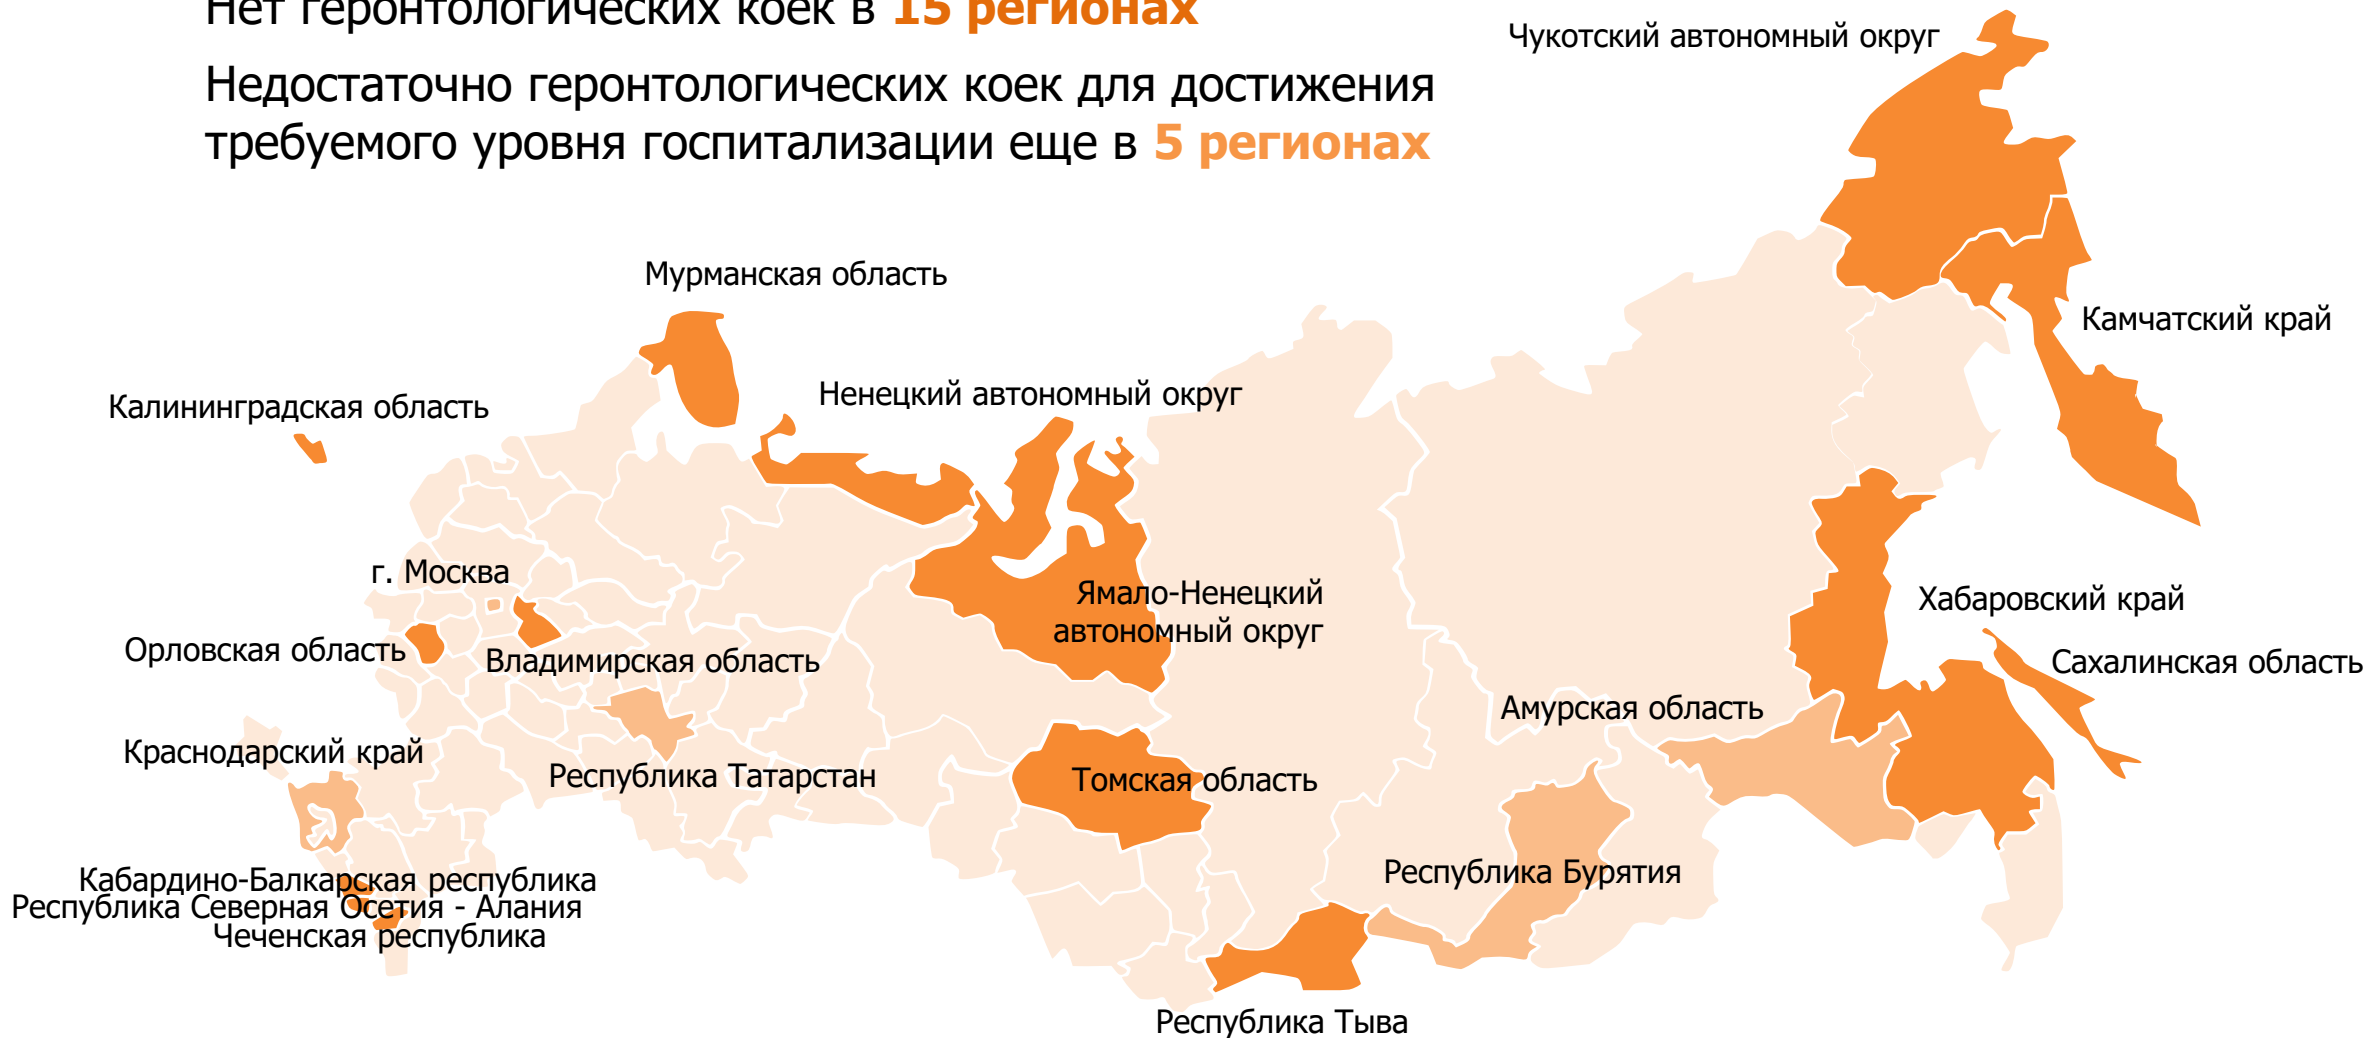 Нет геронтологических коек в 15 регионах
Недостаточно геронтологических коек для достижения
требуемого уровня госпитализации еще в 5 регионах
Чукотский автономный округ
Мурманская область
Камчатский край
Ненецкий автономный округ
Калининградская область
г. Москва
Ямало-Ненецкий
автономный округ
Хабаровский край
Орловская область
Владимирская область
Сахалинская область
Амурская область
Краснодарский край
Республика Татарстан
Томская область
Республика Бурятия
Кабардино-Балкарская республика
Республика Северная Осетия - Алания
Чеченская республика
Республика Тыва